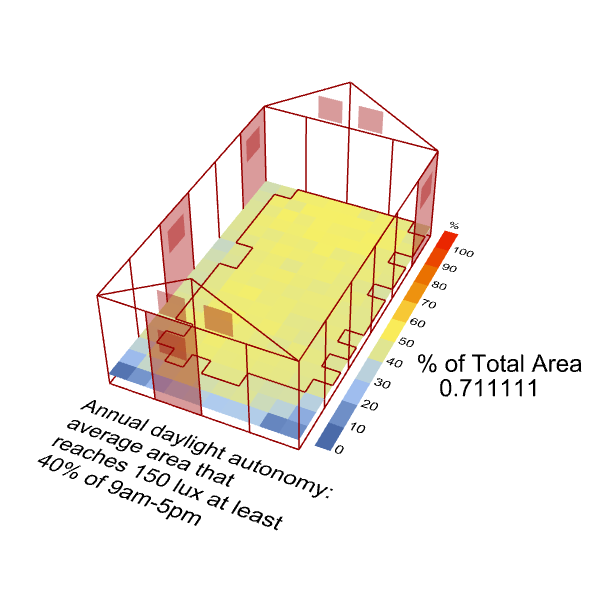 %
100
90
80
70
60
50
40
30
20
10
0
% of Total Area
0.711111
Annual daylight autonomy:
average area that
reaches 150 lux at least
40% of 9am-5pm